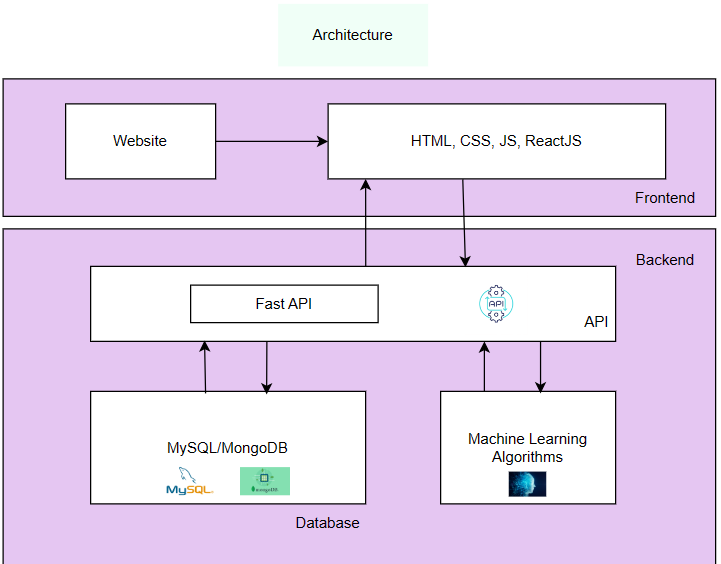 Architecture
Website
HTML, CSS, JS, ReactJS
Frontend
Backend
Fast API
API
API
MySQL/MongoDB
MySQL
mongoDB
Database
Machine Learning
Algorithms